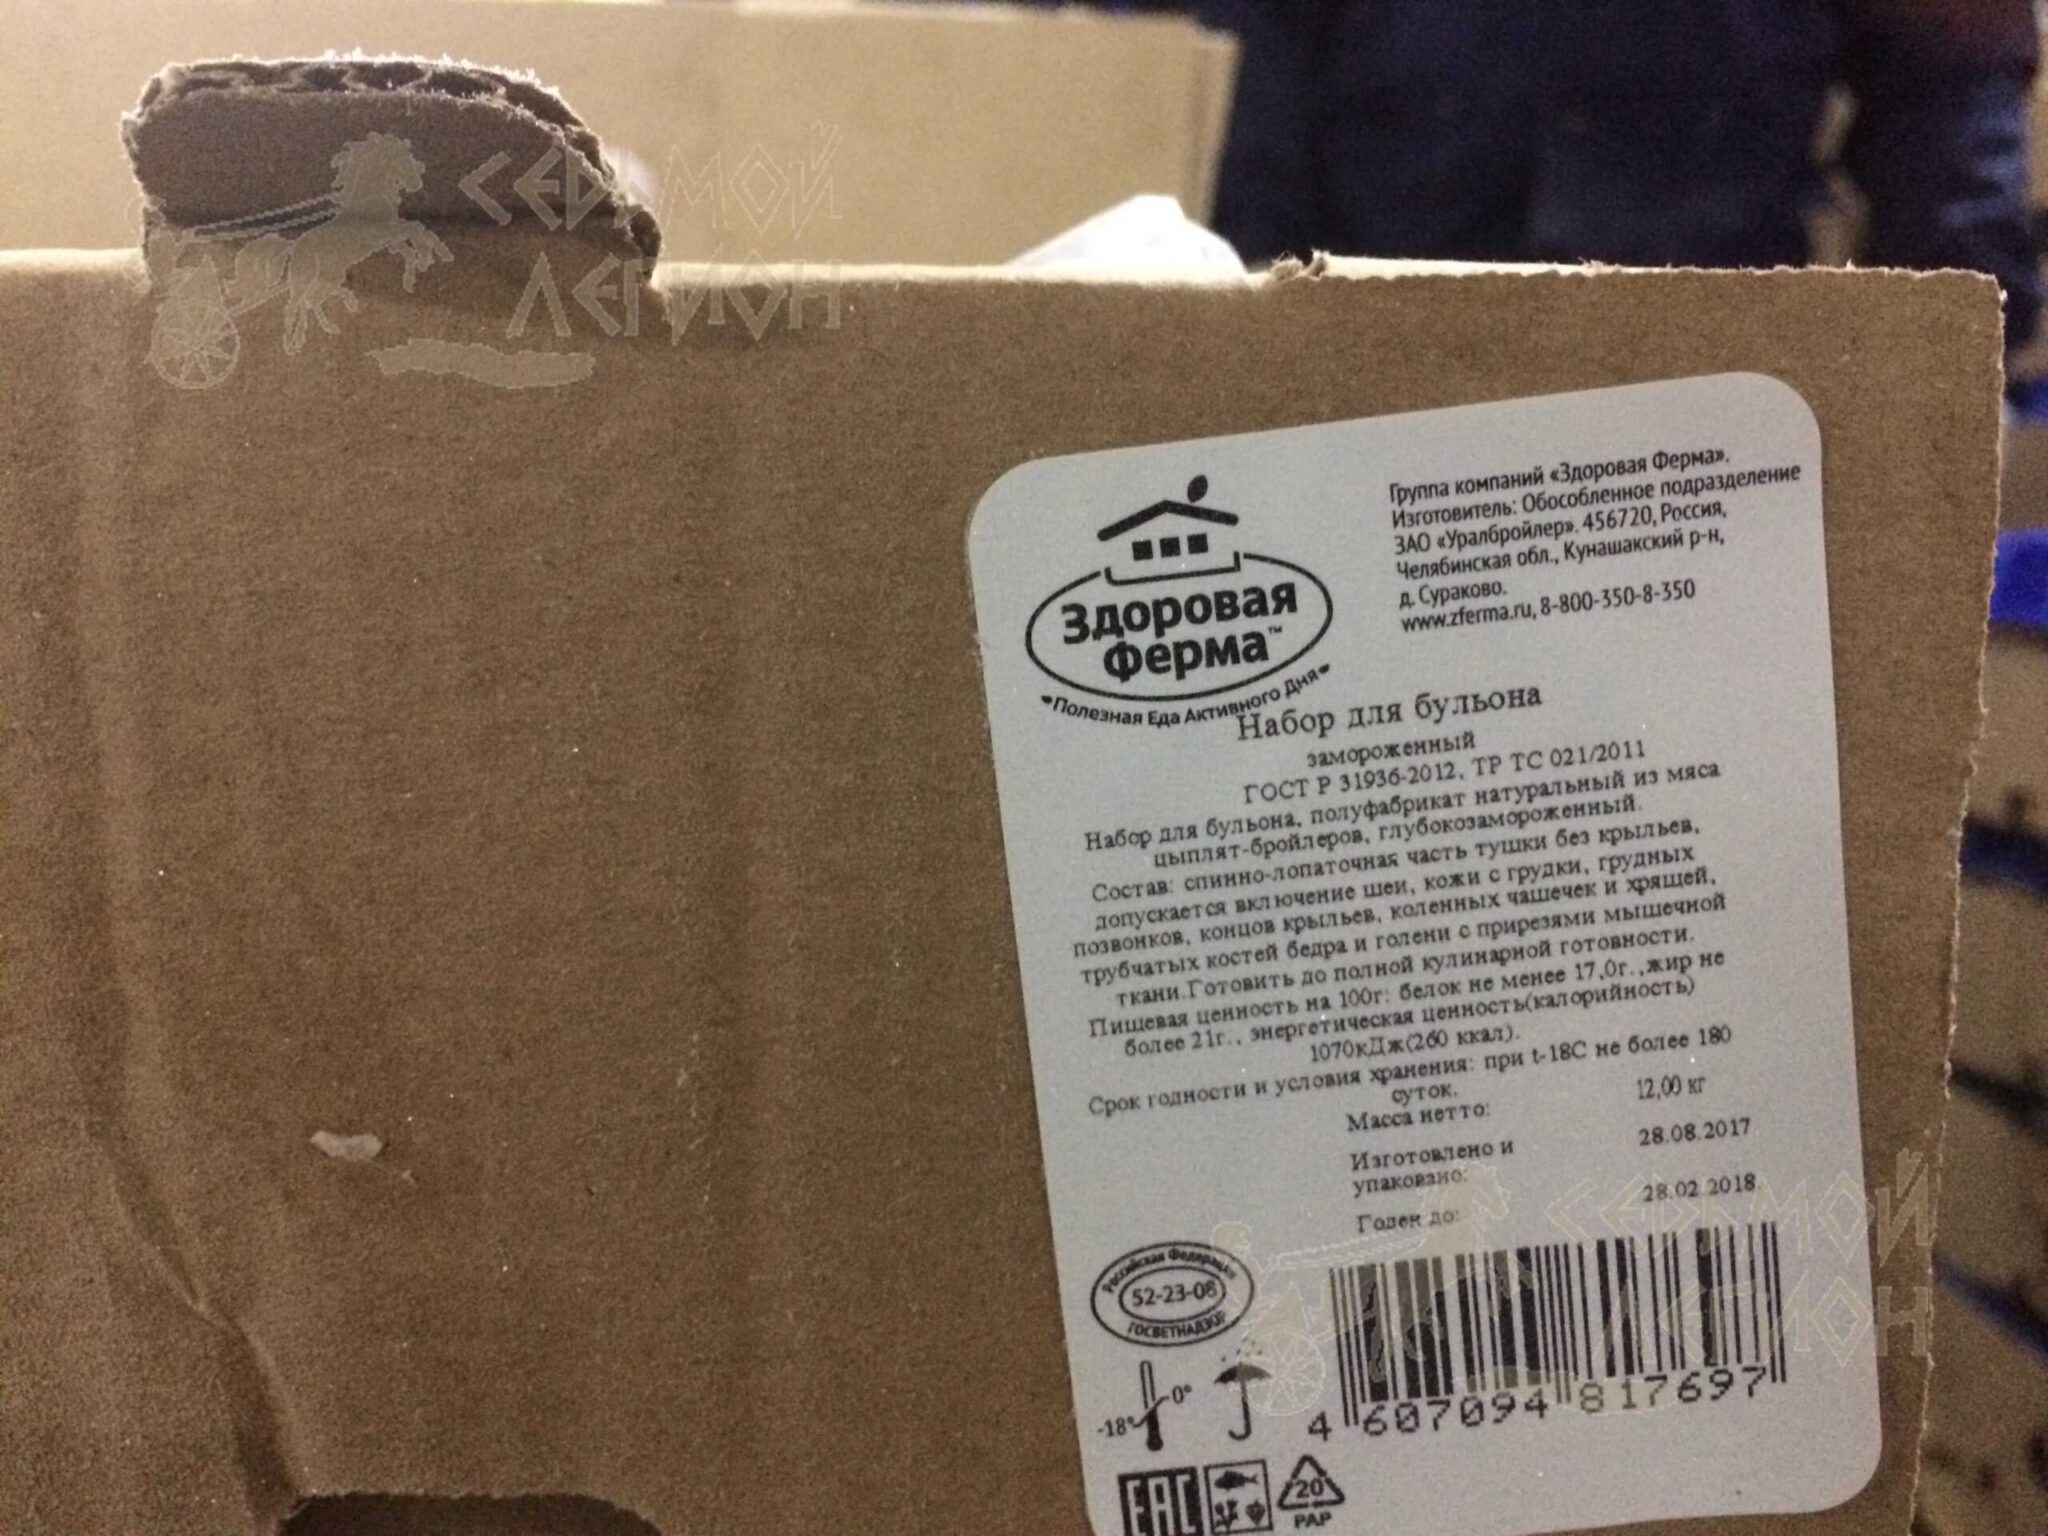 СЕДЬМОЙ
ЛЕГИОН
Здоровая
Ферма™
Полезная Еда Активного Дня
Группа компаний «Здоровая Ферма».
Изготовитель: Обособленное подразделение
ЗАО «Уралбройлер». 456720, Россия,
Челябинская обл., Кунашакский р-н,
д. Сураково.
www.zferma.ru, 8-800-350-8-350
Набор для бульона
замороженный
ГОСТ Р 31936-2012, ТР ТС 021/2011
Набор для бульона, полуфабрикат натуральный из мяса
цыплят-бройлеров, глубокозамороженный.
Состав: спинно-лопаточная часть тушки без крыльев,
допускается включение шеи, кожи с грудки, грудных
позвонков, концов крыльев, коленных чашечек и хрящей,
трубчатых костей бедра и голени с прирезями мышечной
ткани.Готовить до полной кулинарной готовности.
Пищевая ценность на 100г: белок не менее 17,0г.,жир не
более 21г., энергетическая ценность(калорийность)
1070кДж(260 ккал).
Срок годности и условия хранения: при t-18С не более 180
суток.
Масса нетто: 12,00 кг
Изготовлено и 28.08.2017
упаковано:
Годен до: 28.02.2018
Российская Федерация
52-23-08
ГОСВЕТНАДЗОР
-18° 0°
4 607094 817697
EAC
20
PAP
СЕДЬМОЙ
ЛЕГИОН